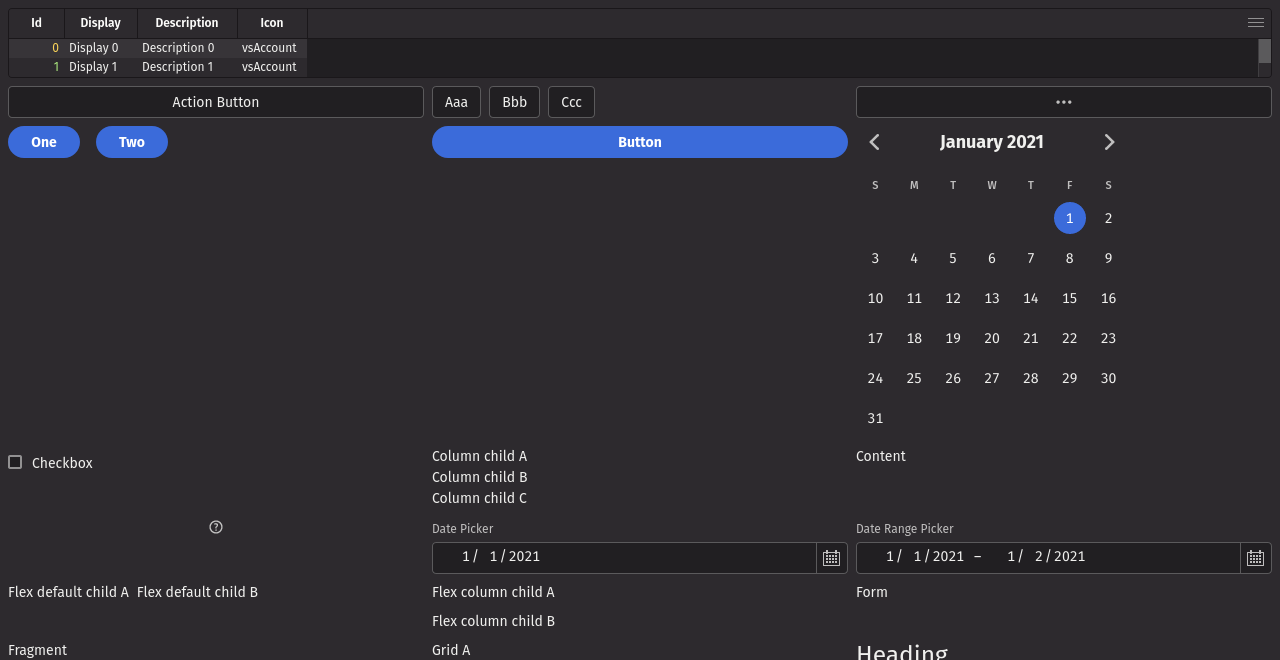 Id Display Description Icon
0 Display 0 Description 0 vsAccount
1 Display 1 Description 1 vsAccount
Action Button Aaa Bbb Ccc ...
One Two Button January 2021
S M T W T F S
1 2
3 4 5 6 7 8 9
10 11 12 13 14 15 16
17 18 19 20 21 22 23
24 25 26 27 28 29 30
31
Checkbox
Column child A
Column child B
Column child C
Content
?
Date Picker
1/ 1/2021
Date Range Picker
1/ 1/2021 – 1/ 2/2021
Flex default child A Flex default child B
Flex column child A
Flex column child B
Form
Fragment
Grid A
Heading